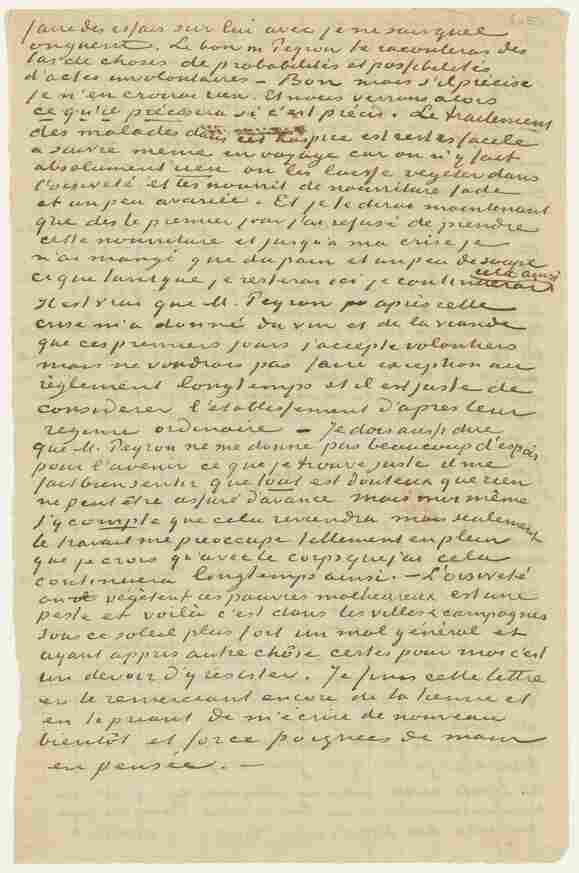 faire des essais sur lui avec je ne sais quel
onguent. Le bon m Peyron te racontera des
tas de choses de probabilités et possibilités
d'actes involontaires – Bon mais s'il précise
je n'en croirai rien. Et nous verrons alors
ce qu'il précisera si c'est précis. Le traitement
des malades dans cet hospice est certes facile
à suivre même en voyage car on n'y fait
absolument rien on les laisse vegeter dans
l'oisiveté et les nourrit de nourriture fade
et un peu avariée. Et je te dirai maintenant
que dès le premier jour j'ai refusé de prendre
cette nourriture et jusqu'à ma crise je
n'ai mangé que du pain et un peu de soupe
ce que tant que je resterai ici je continuerai
cela ainsi
Il est vrai que M. Peyron après cette
crise m'a donné du vin et de la viande
que ces premiers jours j'accepte volontiers
mais ne voudrais pas faire exception au
règlement longtemps et il est juste de
considerer l'établissement d'après leur
regime ordinaire – Je dois aussi dire
que M. Peyron ne me donne pas beaucoup d'espoir
pour l'avenir ce que je trouve juste il me
fait bien sentir que tout est douteux que rien
ne peut être assuré d'avance mais moi même
j'y compte que cela reviendra mais seulement
le travail me préoccupe tellement en plein
que je crois qu'avec le corps que j'ai cela
continuera longtemps ainsi. – L'oisiveté
où végètent ces pauvres malheureux est une
peste et voilà c'est dans les villes & campagnes
sous ce soleil plus fort un mal général et
ayant appris autre chôse certes pour moi c'est
un devoir d'y résister. Je finis cette lettre
en te remerciant encore de la tienne et
en te priant de m'écrire de nouveau
bientôt et force poignées de main
en pensée. –